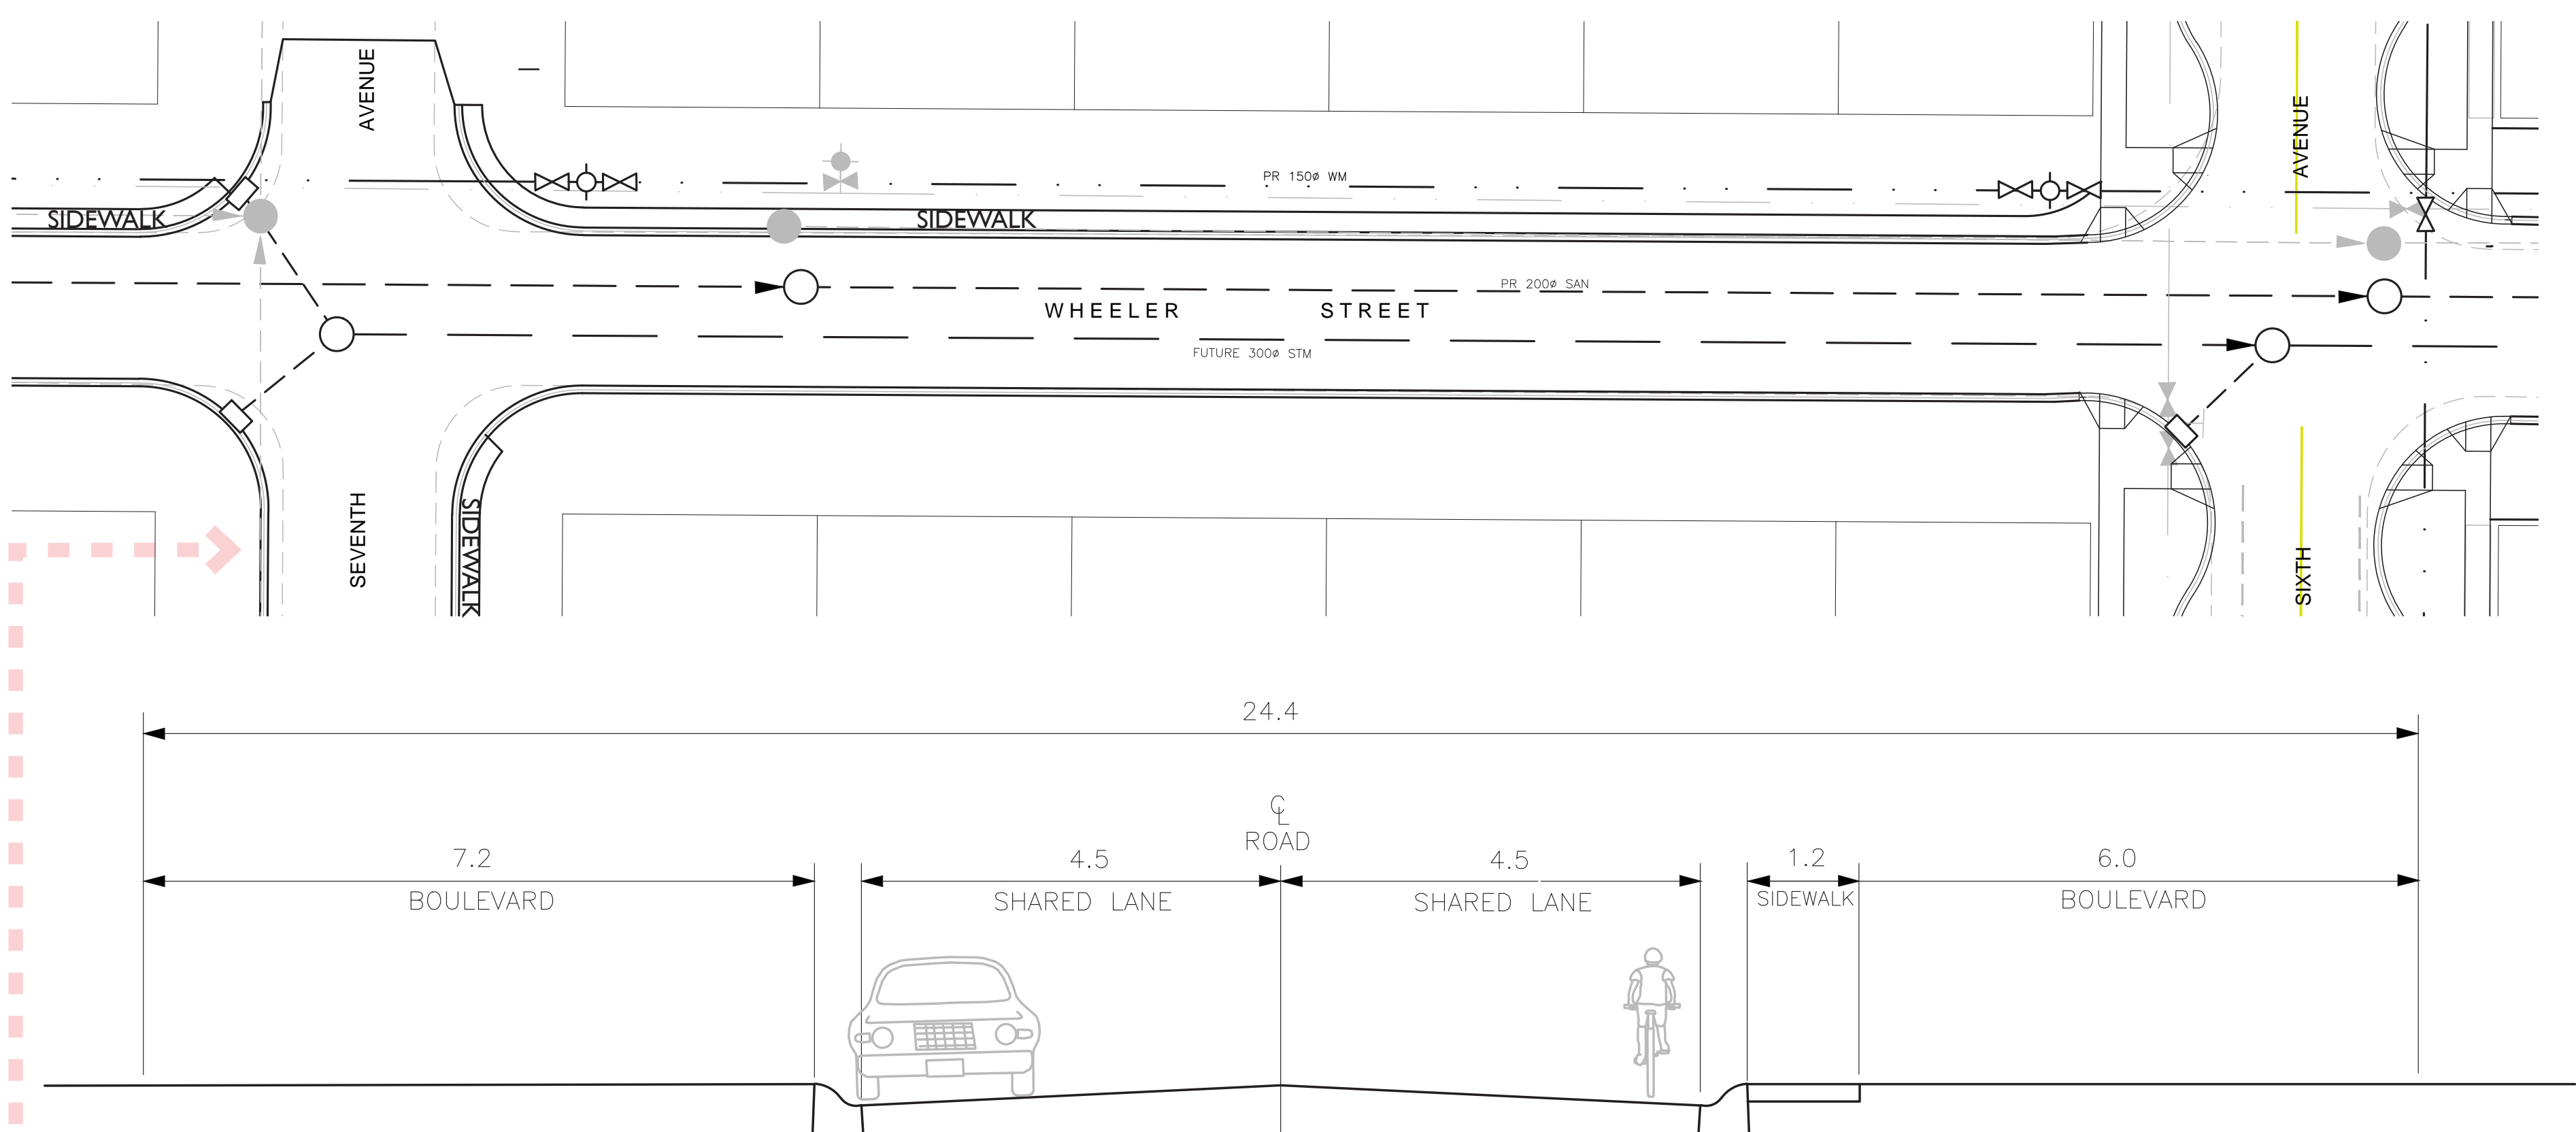 AVENUE
AVENUE
PR 150ø WM
SIDEWALK
SIDEWALK
PR 200ø SAN
WHEELER STREET
FUTURE 300ø STM
SEVENTH
SIDEWALK
SIXTH
24.4
℄
ROAD
7.2
4.5
4.5
1.2
6.0
BOULEVARD
SHARED LANE
SHARED LANE
SIDEWALK
BOULEVARD